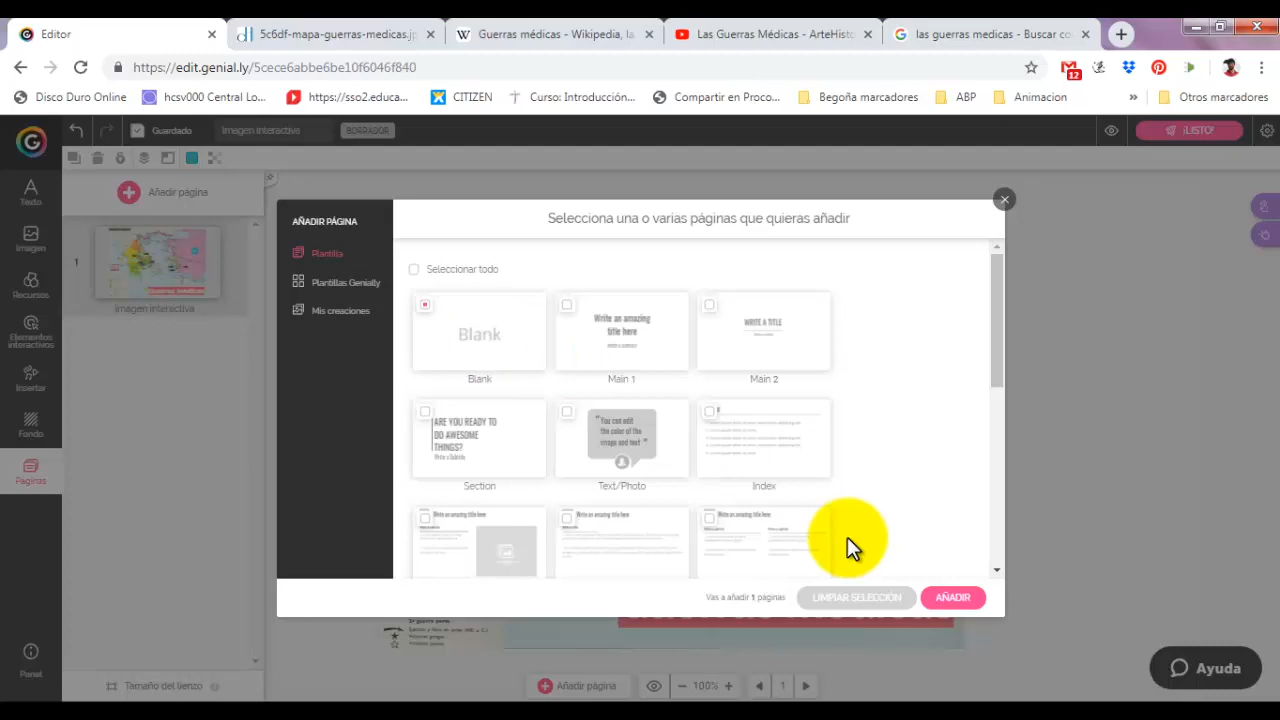 Editor
5c6df-mapa-guerras-medicas.jp
Guerras Médicas - Wikipedia, la
Las Guerras Médicas - ArteHisto
las guerras medicas - Buscar co
https://edit.genial.ly/5cece6abbe6be10f6046f840
12
Disco Duro Online
hcsv000 Central Lo...
https://sso2.educa...
CITIZEN
Curso: Introducción...
Compartir en Proco...
Begoña marcadores
ABP
Animacion
»
Otros marcadores
Guardado
Imagen interactiva
BORRADOR
¡LISTO!
Texto
Imagen
Recursos
Elementos
interactivos
Insertar
Fondo
Páginas
Panel
Añadir página
1
Imagen interactiva
Tamaño del lienzo
AÑADIR PÁGINA
Plantilla
Plantillas Genially
Mis creaciones
Selecciona una o varias páginas que quieras añadir
Seleccionar todo
Blank
Blank
Write an amazing
title here
Main 1
WRITE A TITLE
Main 2
ARE YOU READY TO
DO AWESOME
THINGS?
Write a Subtitle
Section
"You can edit
the color of the
image and text"
Text/Photo
Index
Write an amazing title here
Write an amazing title here
Write an amazing title here
Vas a añadir 1 páginas
LIMPIAR SELECCIÓN
AÑADIR
Añadir página
100%
1
Ayuda